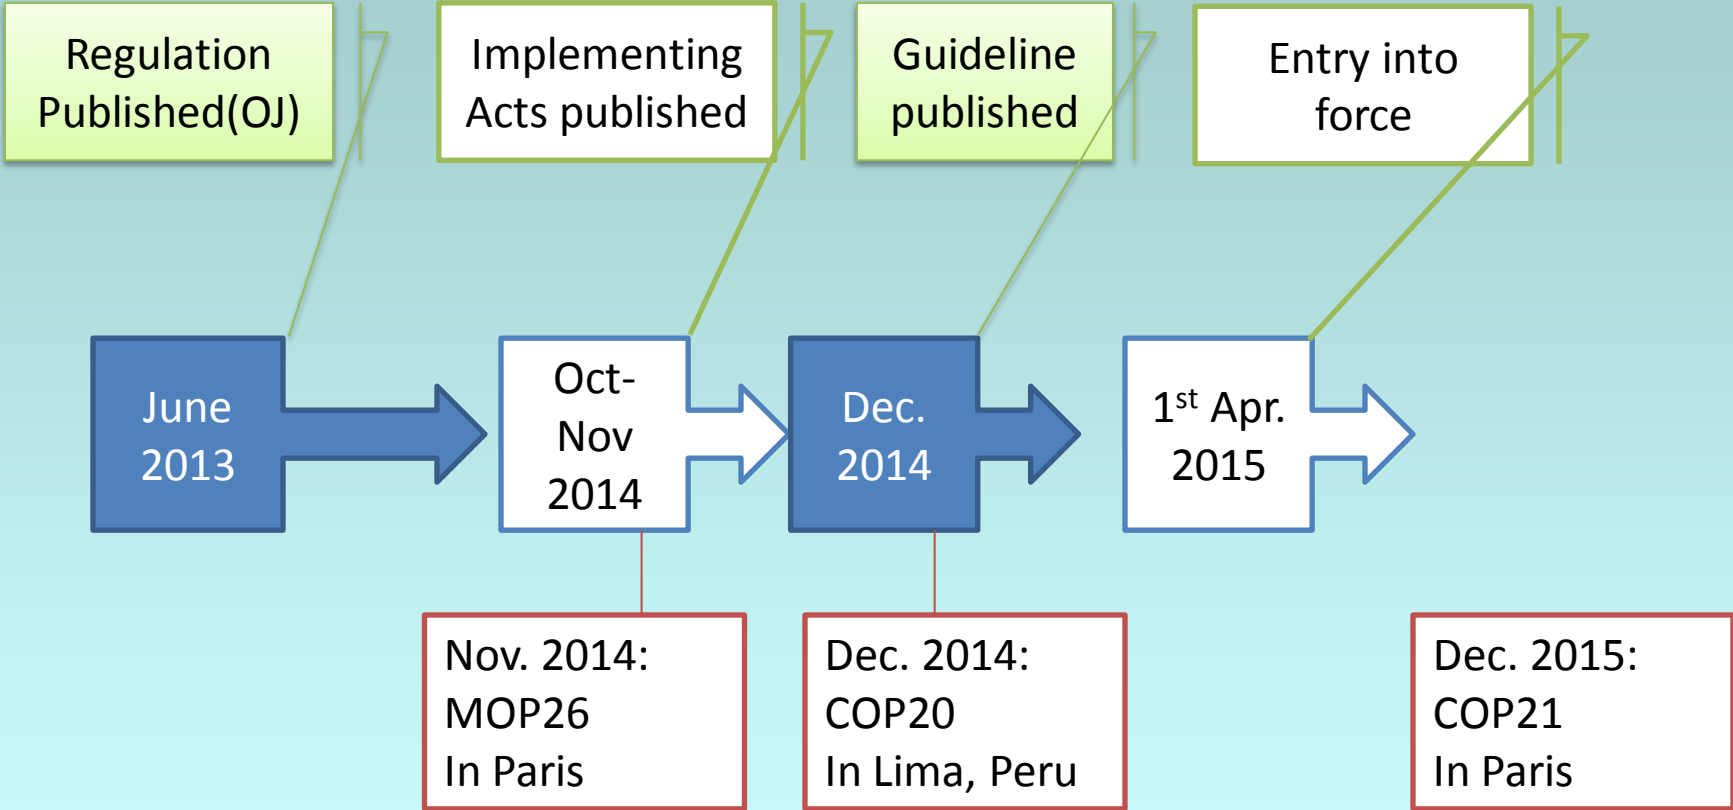 Regulation
Published(OJ)
Implementing
Acts published
Guideline
published
Entry into
force
June
2013
Oct-
Nov
2014
Dec.
2014
1st Apr.
2015
Nov. 2014:
MOP26
In Paris
Dec. 2014:
COP20
In Lima, Peru
Dec. 2015:
COP21
In Paris